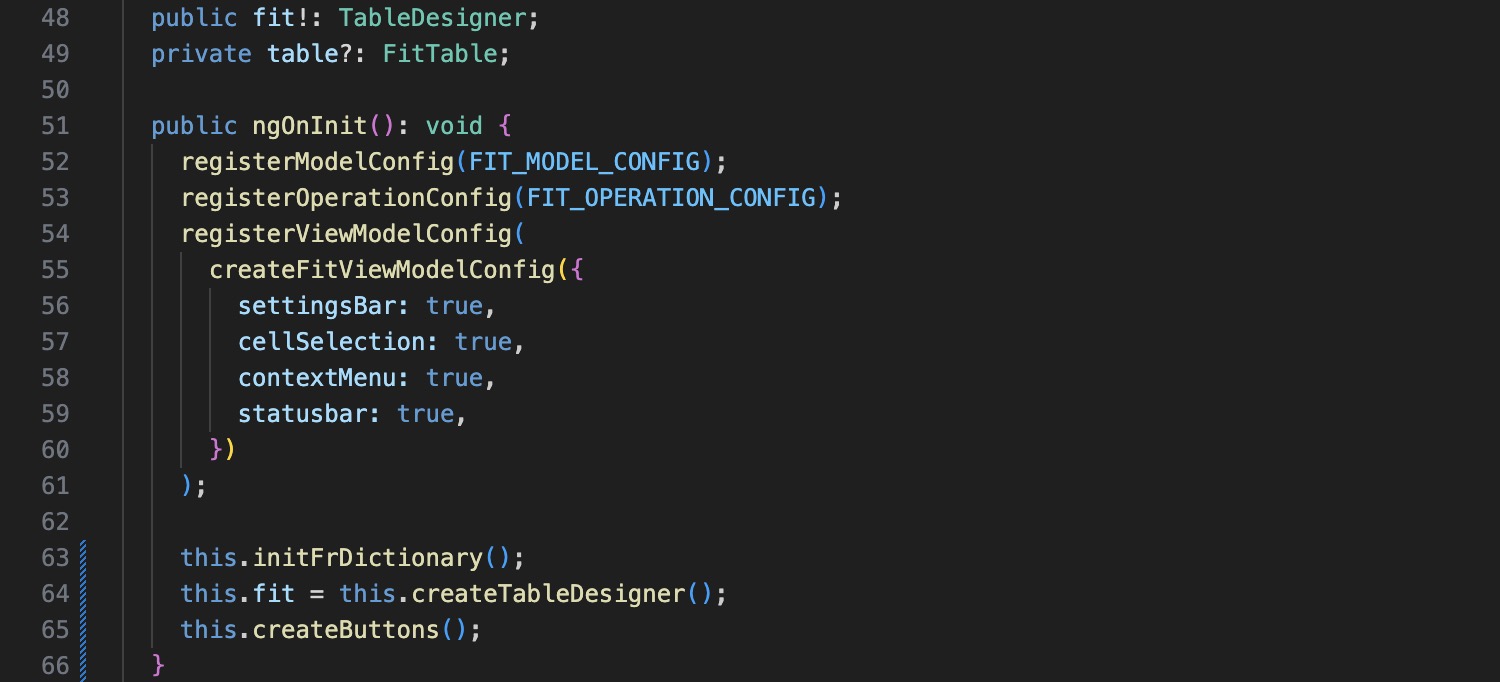 48 public fit!: TableDesigner;
49 private table?: FitTable;
50
51 public ngOnInit(): void {
52 registerModelConfig(FIT_MODEL_CONFIG);
53 registerOperationConfig(FIT_OPERATION_CONFIG);
54 registerViewModelConfig(
55 createFitViewModelConfig({
56 settingsBar: true,
57 cellSelection: true,
58 contextMenu: true,
59 statusbar: true,
60 })
61 );
62
63 this.initFrDictionary();
64 this.fit = this.createTableDesigner();
65 this.createButtons();
66 }